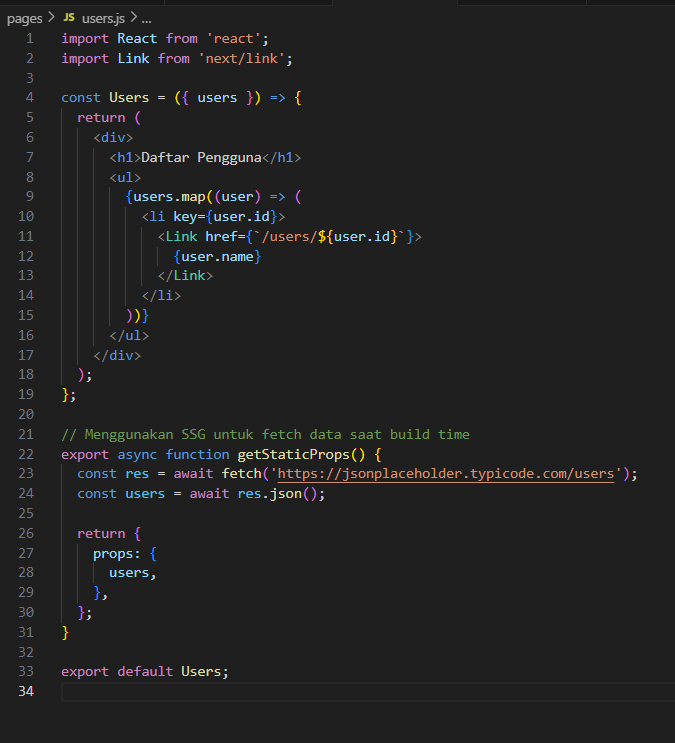 pages > JS users.js > ...
1 import React from 'react';
2 import Link from 'next/link';
3
4 const Users = ({ users }) => {
5   return (
6     <div>
7       <h1>Daftar Pengguna</h1>
8       <ul>
9         {users.map((user) => (
10           <li key={user.id}>
11             <Link href={`/users/${user.id}`}>
12               {user.name}
13             </Link>
14           </li>
15         ))}
16       </ul>
17     </div>
18   );
19 };
20
21 // Menggunakan SSG untuk fetch data saat build time
22 export async function getStaticProps() {
23   const res = await fetch('https://jsonplaceholder.typicode.com/users');
24   const users = await res.json();
25
26   return {
27     props: {
28       users,
29     },
30   };
31 }
32
33 export default Users;
34